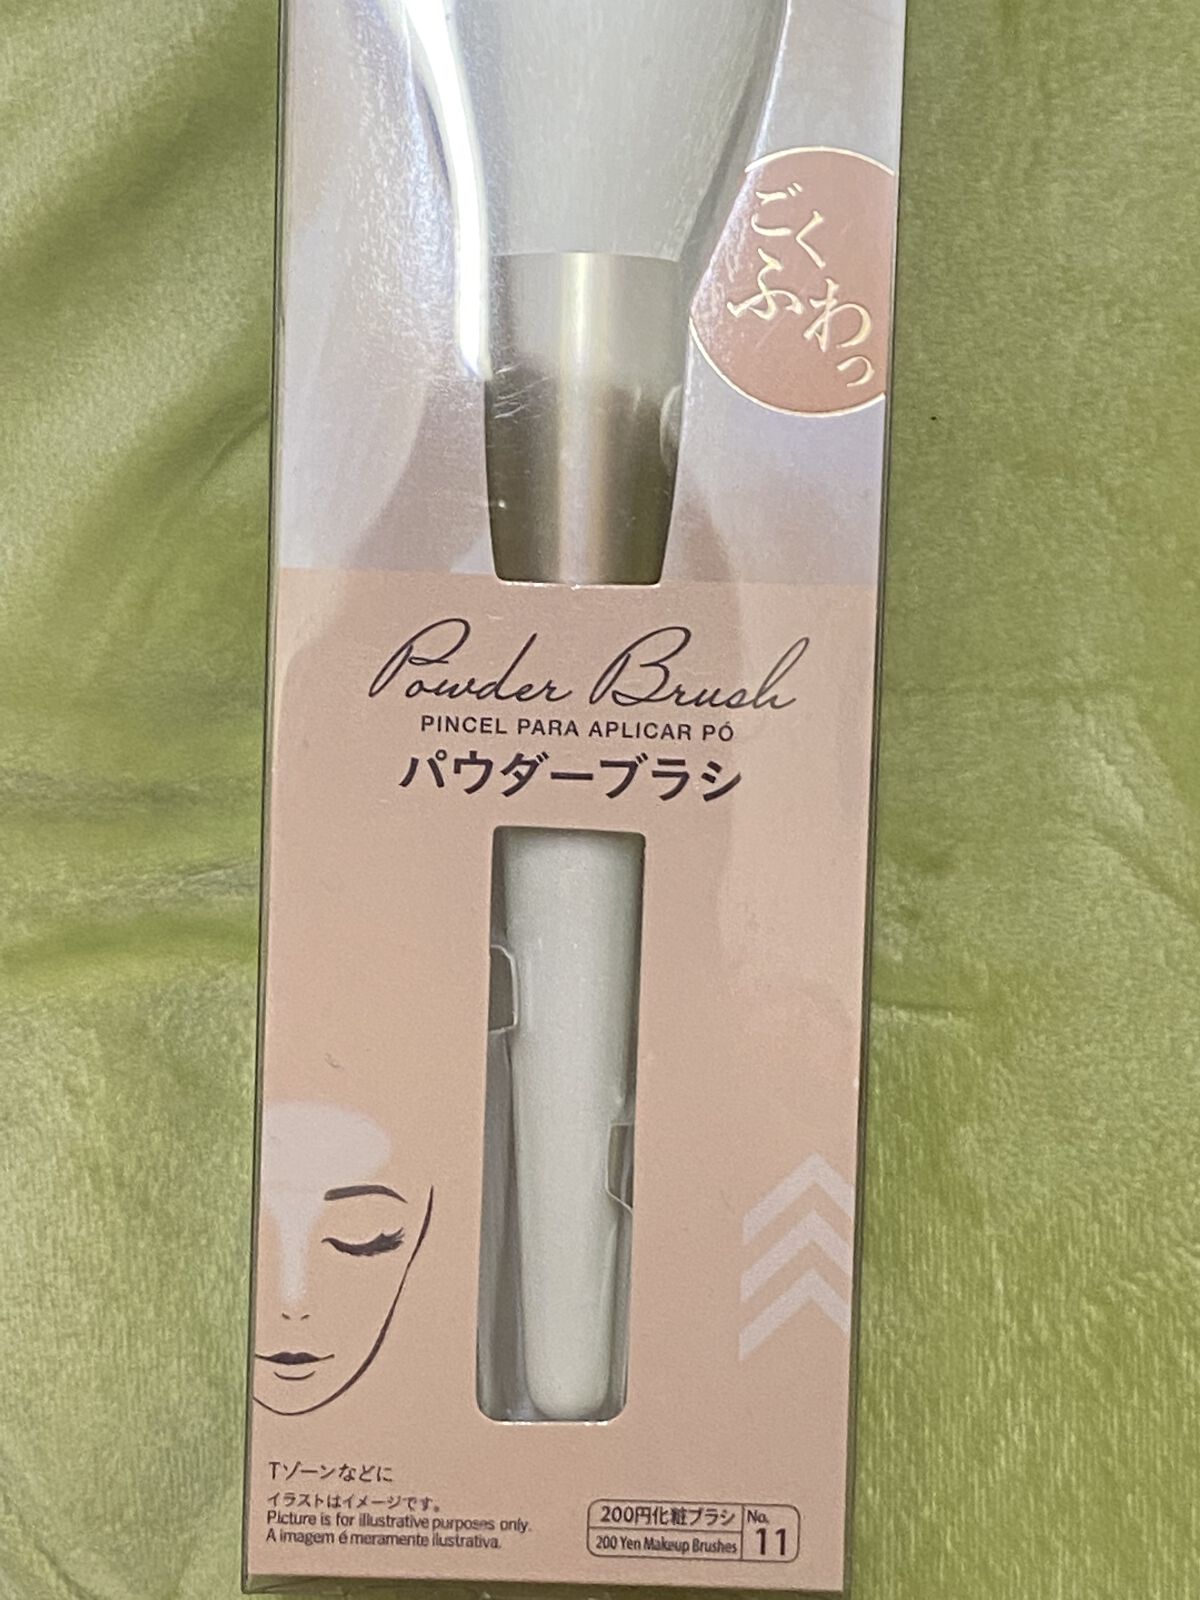 ごく
ふわっ
Powder Brush
PINCEL PARA APLICAR PÓ
パウダーブラシ
Tゾーンなどに
イラストはイメージです。
Picture is for illustrative purposes only.
A imagem é meramente ilustrativa.
200円化粧ブラシ
200 Yen Makeup Brushes
No.
11